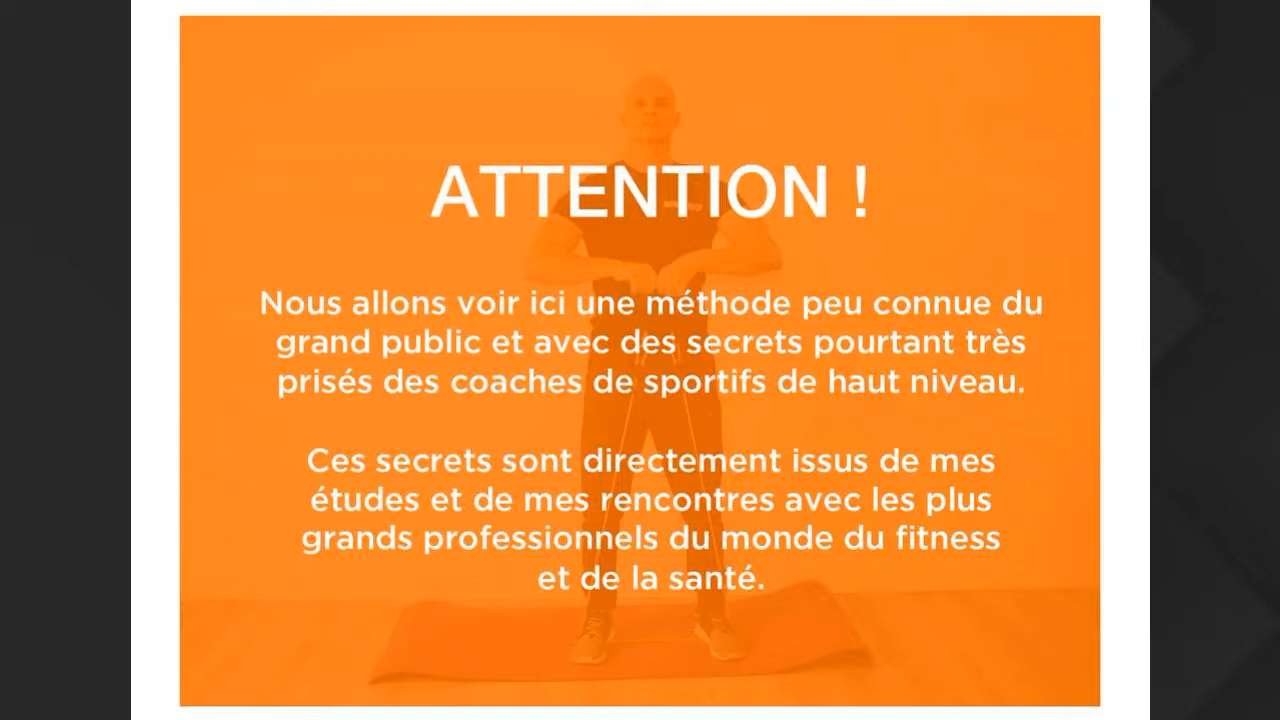 ATTENTION !
Nous allons voir ici une méthode peu connue du
grand public et avec des secrets pourtant très
prisés des coaches de sportifs de haut niveau.
Ces secrets sont directement issus de mes
études et de mes rencontres avec les plus
grands professionnels du monde du fitness
et de la santé.